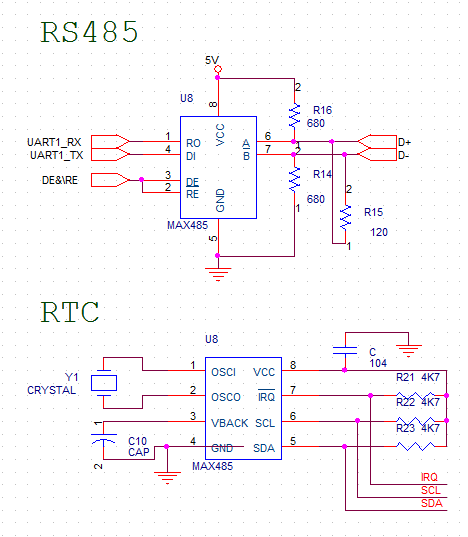 RS485
5V
2
U8
8
R16
680
UART1_RX
1
RO
VCC
A
6
1
D+
UART1_TX
4
DI
B
7
2
D-
DE&\RE
3
DE
2
RE
GND
R14
680
1
2
R15
120
1
MAX485
5
RTC
U8
C
104
Y1
CRYSTAL
1
OSCI
VCC
8
R21 4K7
2
OSCO
IRQ
7
R22 4K7
1
3
VBACK
SCL
6
R23 4K7
C10
CAP
4
GND
SDA
5
2
MAX485
IRQ
SCL
SDA